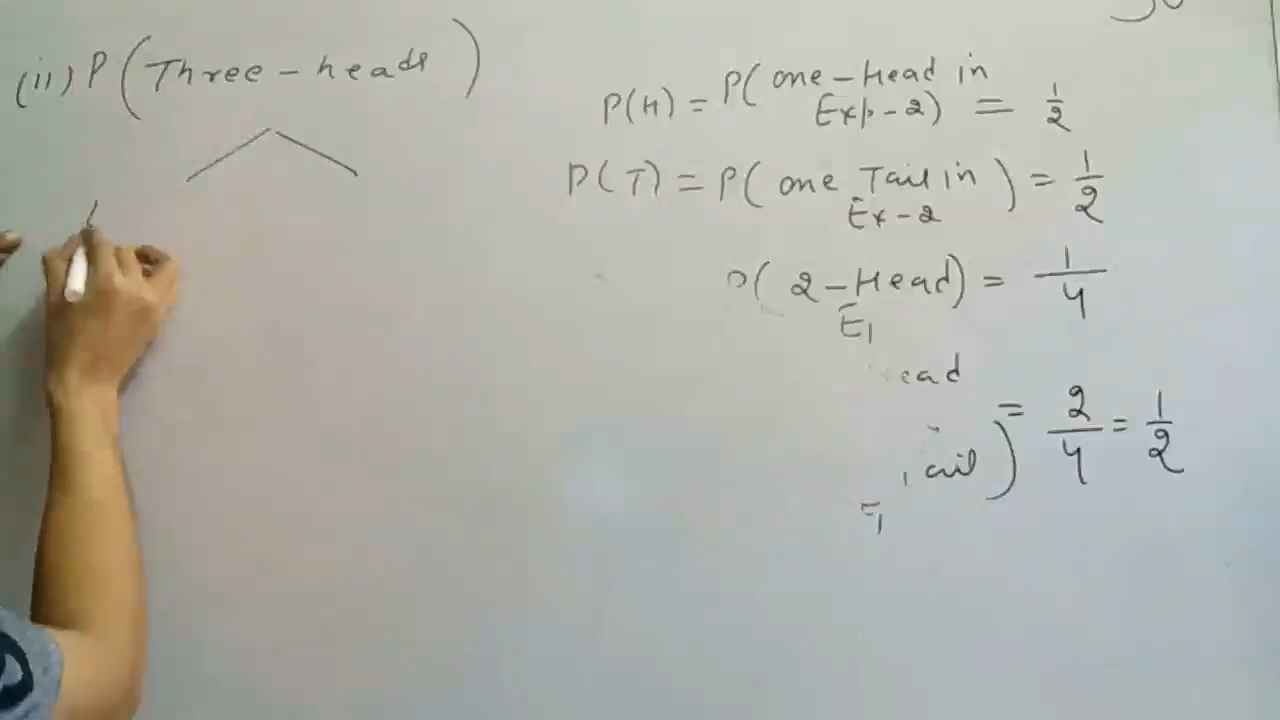 (ii) P(Three-heads)
P(H) = P(one-Head in
Exp-2) = 1/2
P(T) = P(one Tail in
Ex-2) = 1/2
P(2-Head) = 1/4
E1
ead
ail) = 2/4 = 1/2
E1